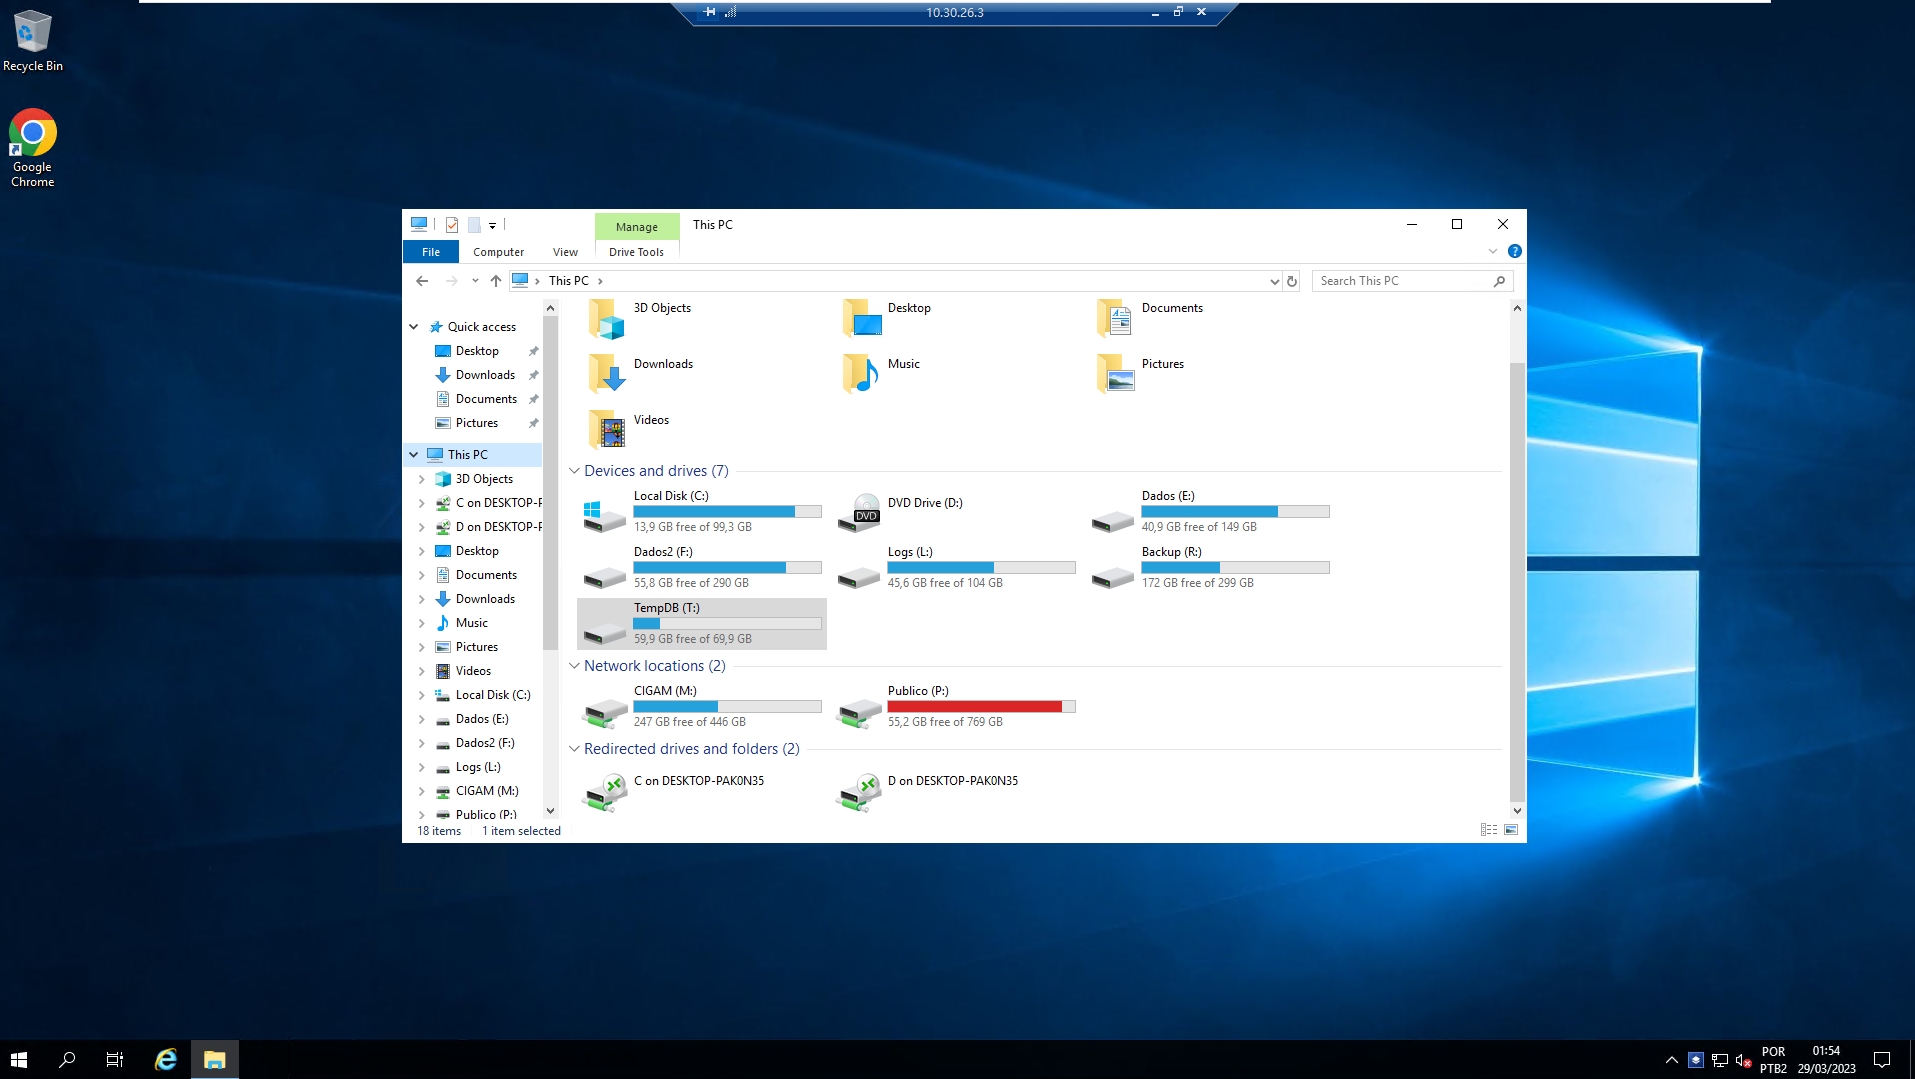 10.30.26.3
Recycle Bin
Google
Chrome
Manage
This PC
File
Computer
View
Drive Tools
This PC
Search This PC
Quick access
Desktop
Downloads
Documents
Pictures
This PC
3D Objects
C on DESKTOP-P
D on DESKTOP-P
Desktop
Documents
Downloads
Music
Pictures
Videos
Local Disk (C:)
Dados (E:)
Dados2 (F:)
Logs (L:)
CIGAM (M:)
Publico (P:)
3D Objects
Desktop
Documents
Downloads
Music
Pictures
Videos
Devices and drives (7)
Local Disk (C:)
13,9 GB free of 99,3 GB
DVD Drive (D:)
DVD
Dados (E:)
40,9 GB free of 149 GB
Dados2 (F:)
55,8 GB free of 290 GB
Logs (L:)
45,6 GB free of 104 GB
Backup (R:)
172 GB free of 299 GB
TempDB (T:)
59,9 GB free of 69,9 GB
Network locations (2)
CIGAM (M:)
247 GB free of 446 GB
Publico (P:)
55,2 GB free of 769 GB
Redirected drives and folders (2)
C on DESKTOP-PAK0N35
D on DESKTOP-PAK0N35
18 items
1 item selected
POR
PTB2
01:54
29/03/2023